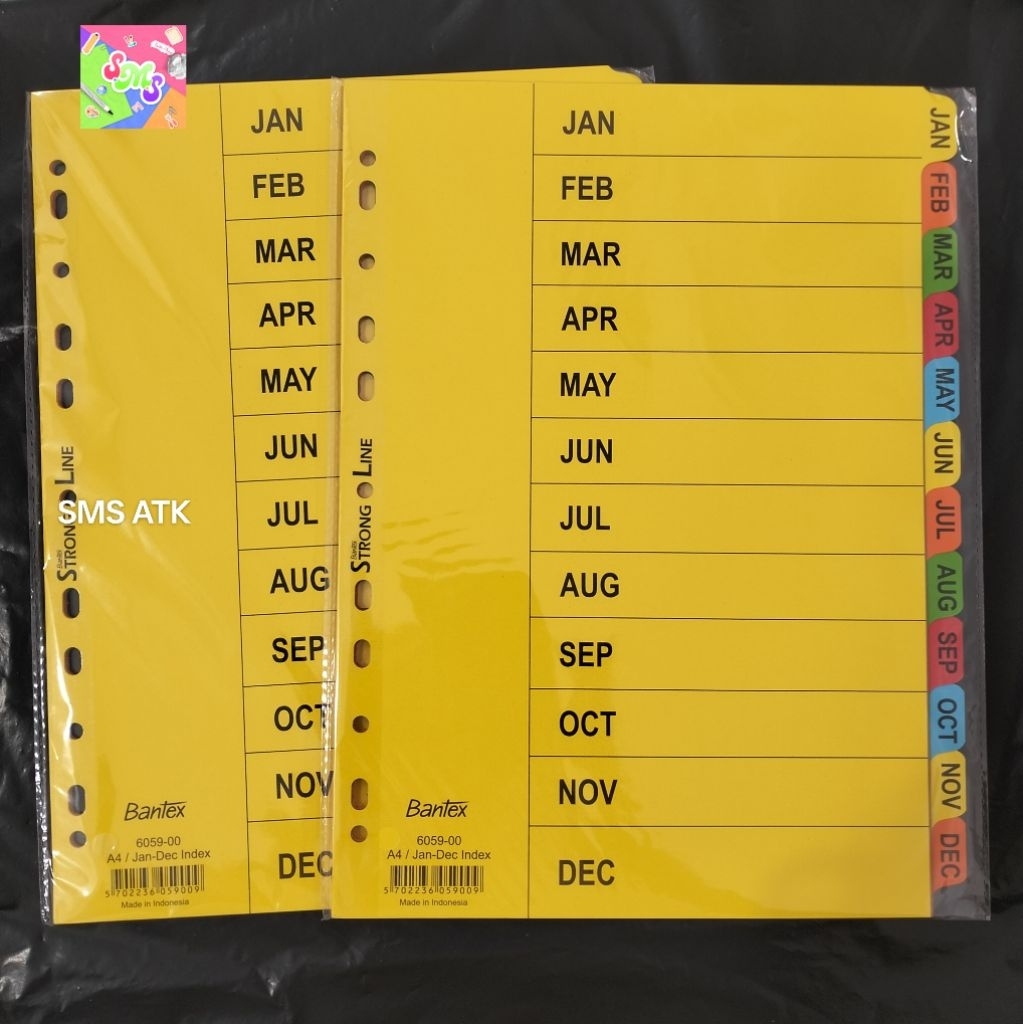 SMS
SMS ATK
JAN
FEB
MAR
APR
MAY
JUN
JUL
AUG
SEP
OCT
NOV
DEC
Bantex
STRONG LINE
Bantex
6059-00
A4 / Jan-Dec Index
5 702236 059009
Made in Indonesia
JAN
FEB
MAR
APR
MAY
JUN
JUL
AUG
SEP
OCT
NOV
DEC
Bantex
STRONG LINE
Bantex
6059-00
A4 / Jan-Dec Index
5 702236 059009
Made in Indonesia
JAN
FEB
MAR
APR
MAY
JUN
JUL
AUG
SEP
OCT
NOV
DEC